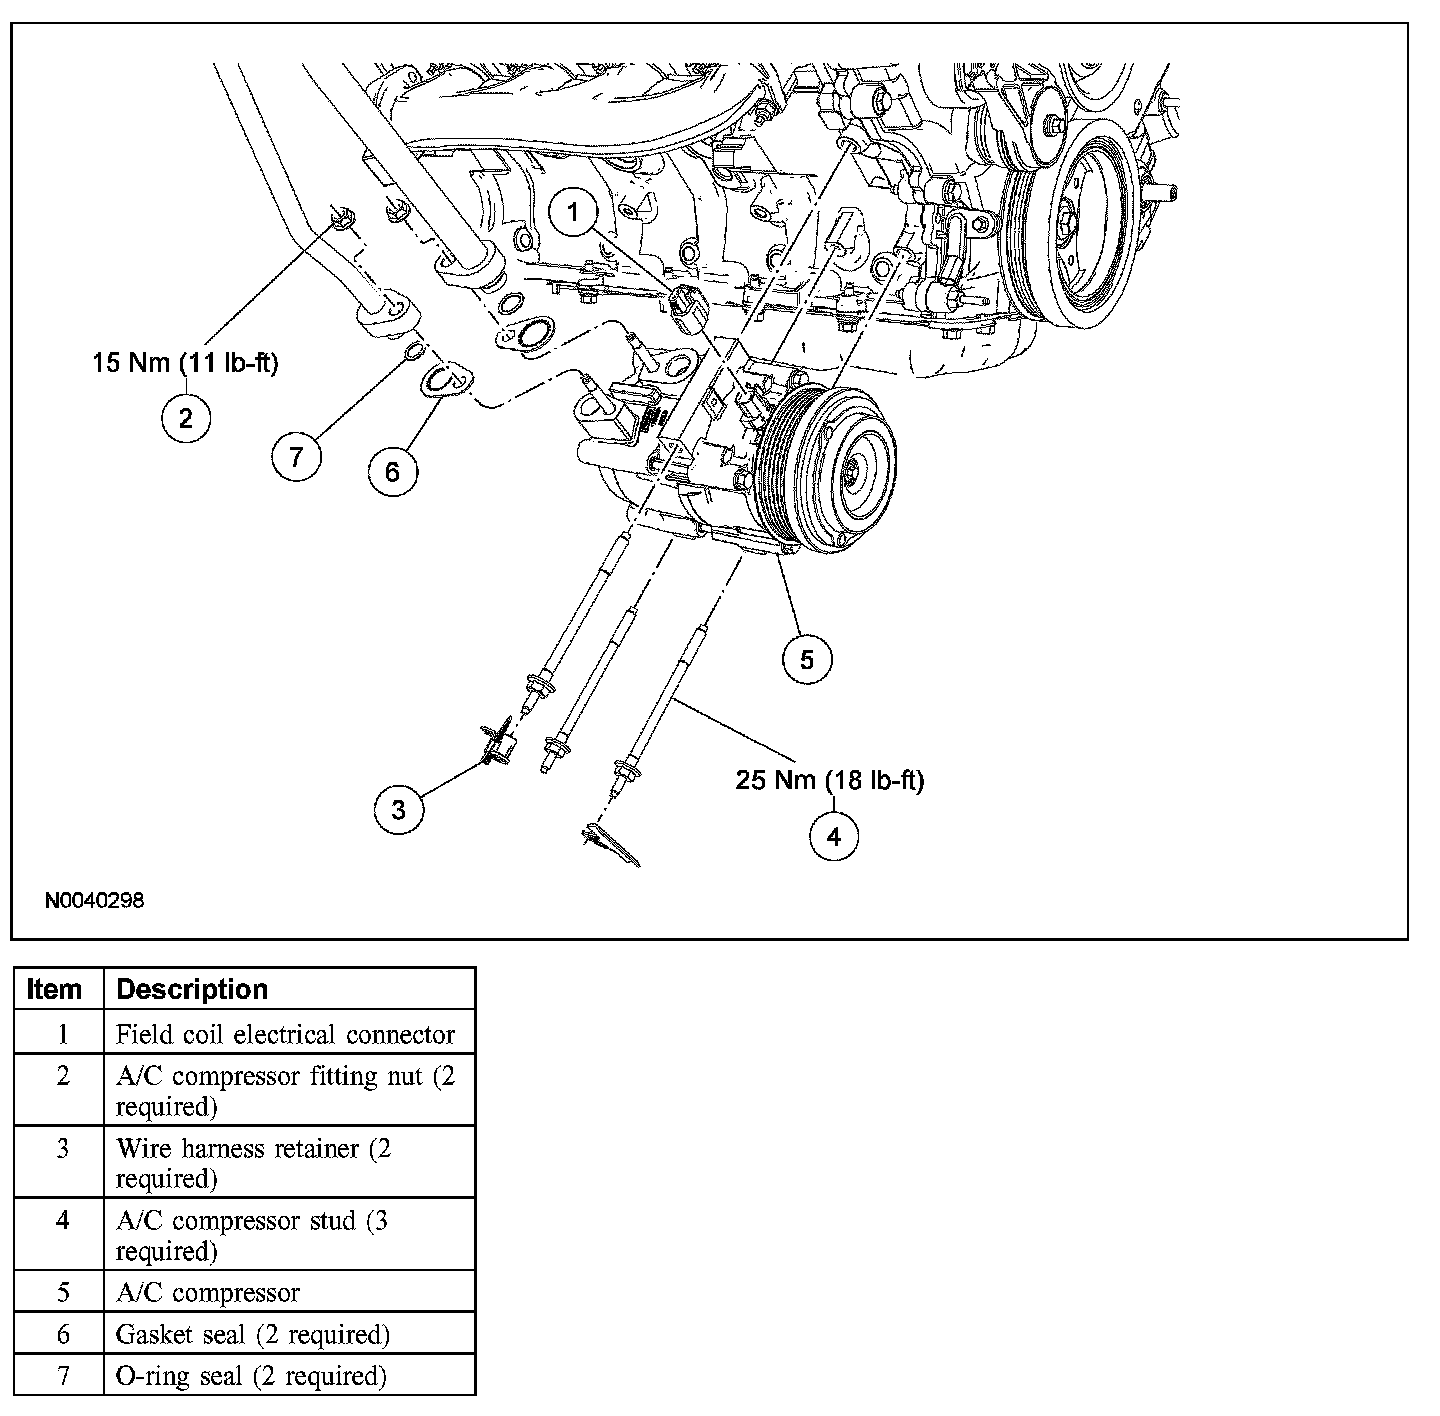 1
15 Nm (11 lb-ft)
2
7
6
5
3
25 Nm (18 lb-ft)
4
N0040298
Item Description
1 Field coil electrical connector
2 A/C compressor fitting nut (2
required)
3 Wire harness retainer (2
required)
4 A/C compressor stud (3
required)
5 A/C compressor
6 Gasket seal (2 required)
7 O-ring seal (2 required)